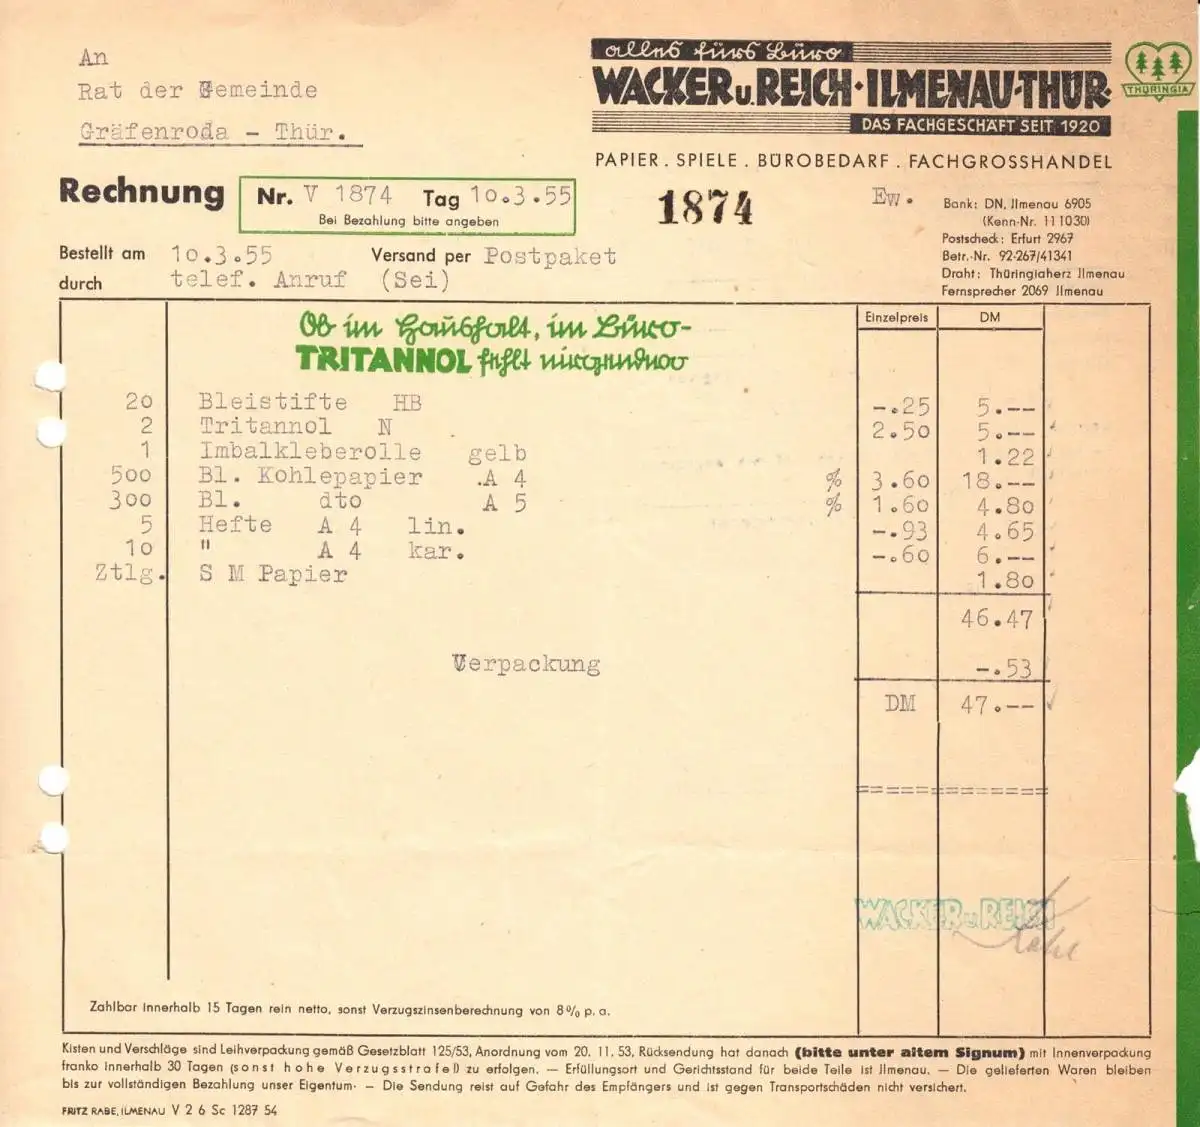 An
Rat der Gemeinde
Gräfenroda - Thür.
alles fürs Büro
WACKER u. REICH · ILMENAU-THÜR.
DAS FACHGESCHÄFT SEIT 1920
THÜRINGIA
PAPIER . SPIELE . BÜROBEDARF . FACHGROSSHANDEL
Rechnung Nr. V 1874 Tag 10.3.55
Bei Bezahlung bitte angeben
1874
Ew.
Bank: DN, Jlmenau 6905
(Kenn-Nr. 111030)
Postscheck: Erfurt 2967
Betr.-Nr. 92-267/41341
Draht: Thüringiaherz Jlmenau
Fernsprecher 2069 Jlmenau
Bestellt am 10.3.55 Versand per Postpaket
durch telef. Anruf (Sei)
Einzelpreis DM
Ob im Haushalt, im Büro-
TRITANNOL fehlt nirgendwo
20 Bleistifte HB -.25 5.--
2 Tritannol N 2.50 5.--
1 Imbalkleberolle gelb 1.22
500 Bl. Kohlepapier .A 4 % 3.60 18.--
300 Bl. dto A 5 % 1.60 4.80
5 Hefte A 4 lin. -.93 4.65
10 " A 4 kar. -.60 6.--
Ztlg. S M Papier 1.80
46.47
Verpackung -.53
DM 47.--
WACKER u REICH
Zahlbar innerhalb 15 Tagen rein netto, sonst Verzugszinsenberechnung von 8% p. a.
Kisten und Verschläge sind Leihverpackung gemäß Gesetzblatt 125/53, Anordnung vom 20. 11. 53, Rücksendung hat danach (bitte unter altem Signum) mit Innenverpackung
franko innerhalb 30 Tagen (sonst hohe Verzugsstrafe!) zu erfolgen. — Erfüllungsort und Gerichtsstand für beide Teile ist Jlmenau. — Die gelieferten Waren bleiben
bis zur vollständigen Bezahlung unser Eigentum. — Die Sendung reist auf Gefahr des Empfängers und ist gegen Transportschäden nicht versichert.
FRITZ RABE, ILMENAU V 2 6 Sc 1287 54